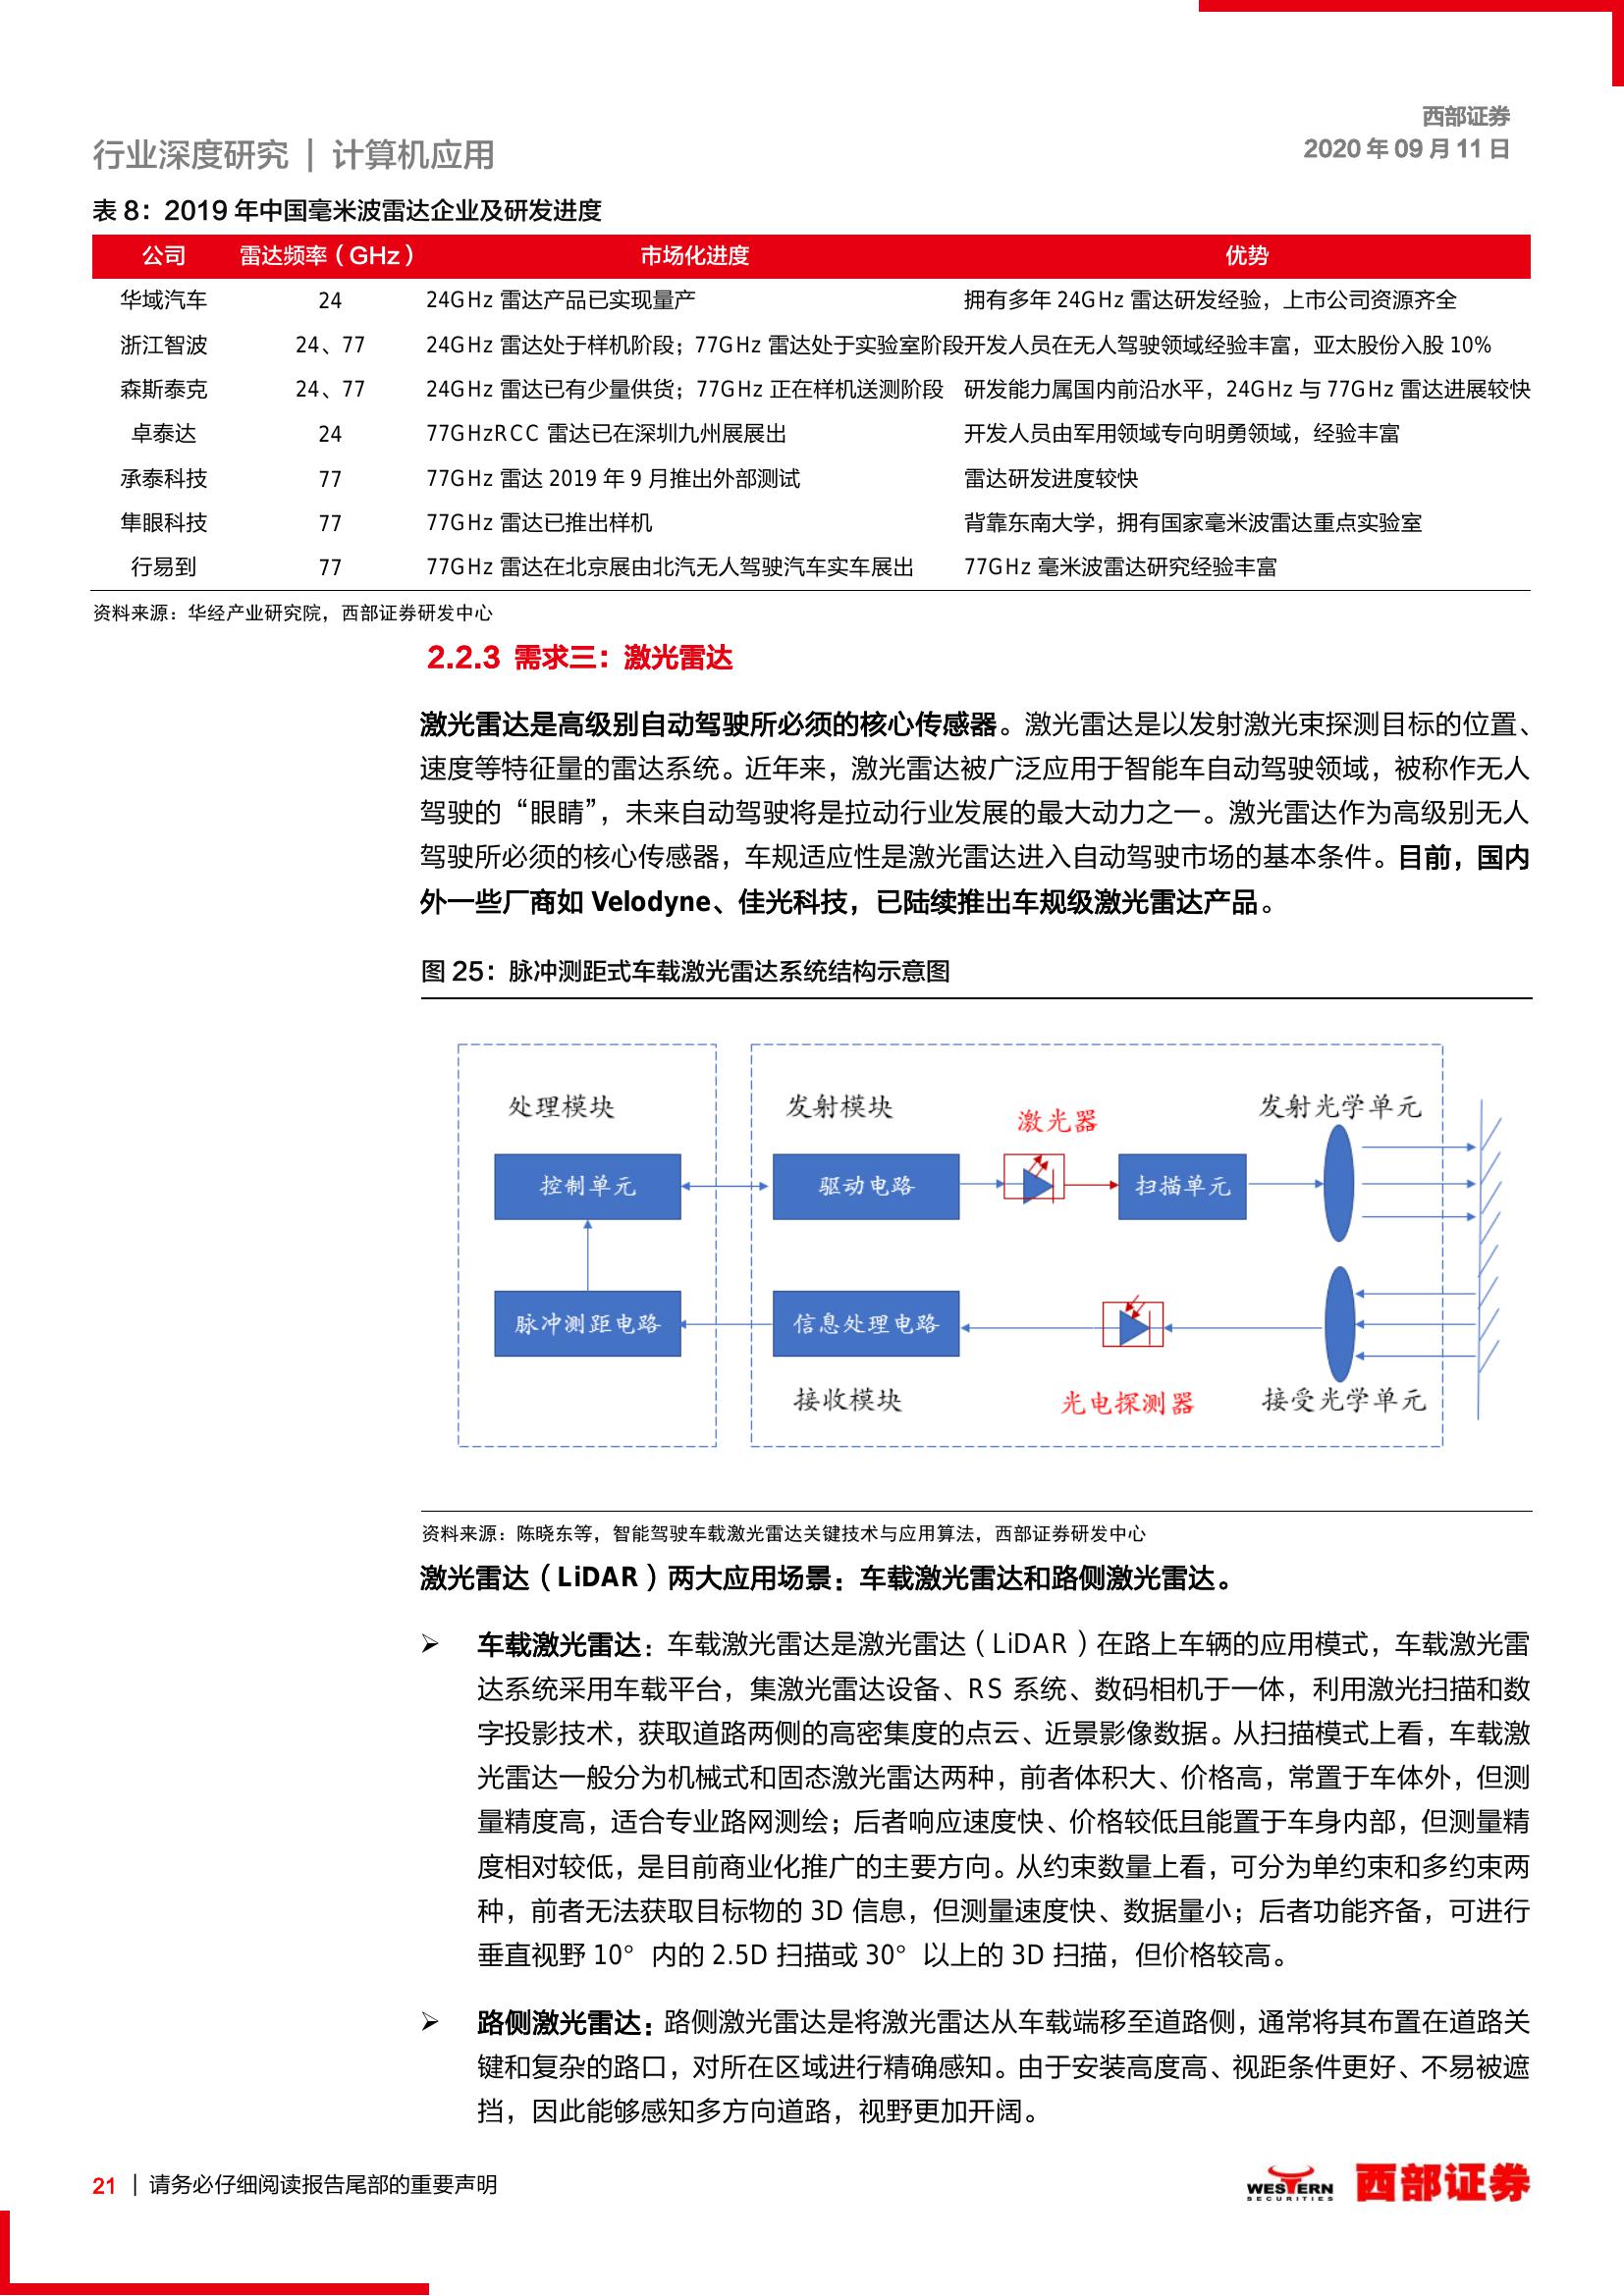 西部证券
行业深度研究 | 计算机应用
2020 年 09 月 11 日
表 8：2019 年中国毫米波雷达企业及研发进度
公司 雷达频率（GHz） 市场化进度 优势
华域汽车 24 24GHz 雷达产品已实现量产 拥有多年 24GHz 雷达研发经验，上市公司资源齐全
浙江智波 24、77 24GHz 雷达处于样机阶段；77GHz 雷达处于实验室阶段 开发人员在无人驾驶领域经验丰富，亚太股份入股 10%
森斯泰克 24、77 24GHz 雷达已有少量供货；77GHz 正在样机送测阶段 研发能力属国内前沿水平，24GHz 与 77GHz 雷达进展较快
卓泰达 24 77GHzRCC 雷达已在深圳九州展展出 开发人员由军用领域专向明勇领域，经验丰富
承泰科技 77 77GHz 雷达 2019 年 9 月推出外部测试 雷达研发进度较快
隼眼科技 77 77GHz 雷达已推出样机 背靠东南大学，拥有国家毫米波雷达重点实验室
行易到 77 77GHz 雷达在北京展由北汽无人驾驶汽车实车展出 77GHz 毫米波雷达研究经验丰富
资料来源：华经产业研究院，西部证券研发中心
2.2.3 需求三：激光雷达
激光雷达是高级别自动驾驶所必须的核心传感器。激光雷达是以发射激光束探测目标的位置、
速度等特征量的雷达系统。近年来，激光雷达被广泛应用于智能车自动驾驶领域，被称作无人
驾驶的“眼睛”，未来自动驾驶将是拉动行业发展的最大动力之一。激光雷达作为高级别无人
驾驶所必须的核心传感器，车规适应性是激光雷达进入自动驾驶市场的基本条件。目前，国内
外一些厂商如 Velodyne、佳光科技，已陆续推出车规级激光雷达产品。
图 25：脉冲测距式车载激光雷达系统结构示意图
处理模块 发射模块 激光器 发射光学单元
控制单元 驱动电路 扫描单元
脉冲测距电路 信息处理电路
接收模块 光电探测器 接受光学单元
资料来源：陈晓东等，智能驾驶车载激光雷达关键技术与应用算法，西部证券研发中心
激光雷达（LiDAR）两大应用场景：车载激光雷达和路侧激光雷达。
➢ 车载激光雷达：车载激光雷达是激光雷达（LiDAR）在路上车辆的应用模式，车载激光雷
达系统采用车载平台，集激光雷达设备、RS 系统、数码相机于一体，利用激光扫描和数
字投影技术，获取道路两侧的高密集度的点云、近景影像数据。从扫描模式上看，车载激
光雷达一般分为机械式和固态激光雷达两种，前者体积大、价格高，常置于车体外，但测
量精度高，适合专业路网测绘；后者响应速度快、价格较低且能置于车身内部，但测量精
度相对较低，是目前商业化推广的主要方向。从约束数量上看，可分为单约束和多约束两
种，前者无法获取目标物的 3D 信息，但测量速度快、数据量小；后者功能齐备，可进行
垂直视野 10° 内的 2.5D 扫描或 30° 以上的 3D 扫描，但价格较高。
➢ 路侧激光雷达：路侧激光雷达是将激光雷达从车载端移至道路侧，通常将其布置在道路关
键和复杂的路口，对所在区域进行精确感知。由于安装高度高、视距条件更好、不易被遮
挡，因此能够感知多方向道路，视野更加开阔。
21 | 请务必仔细阅读报告尾部的重要声明
WESTERN
SECURITIES
西部证券